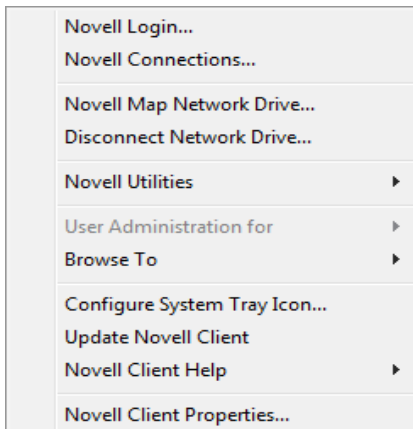 Novell Login...
Novell Connections...
Novell Map Network Drive...
Disconnect Network Drive...
Novell Utilities
User Administration for
Browse To
Configure System Tray Icon...
Update Novell Client
Novell Client Help
Novell Client Properties...